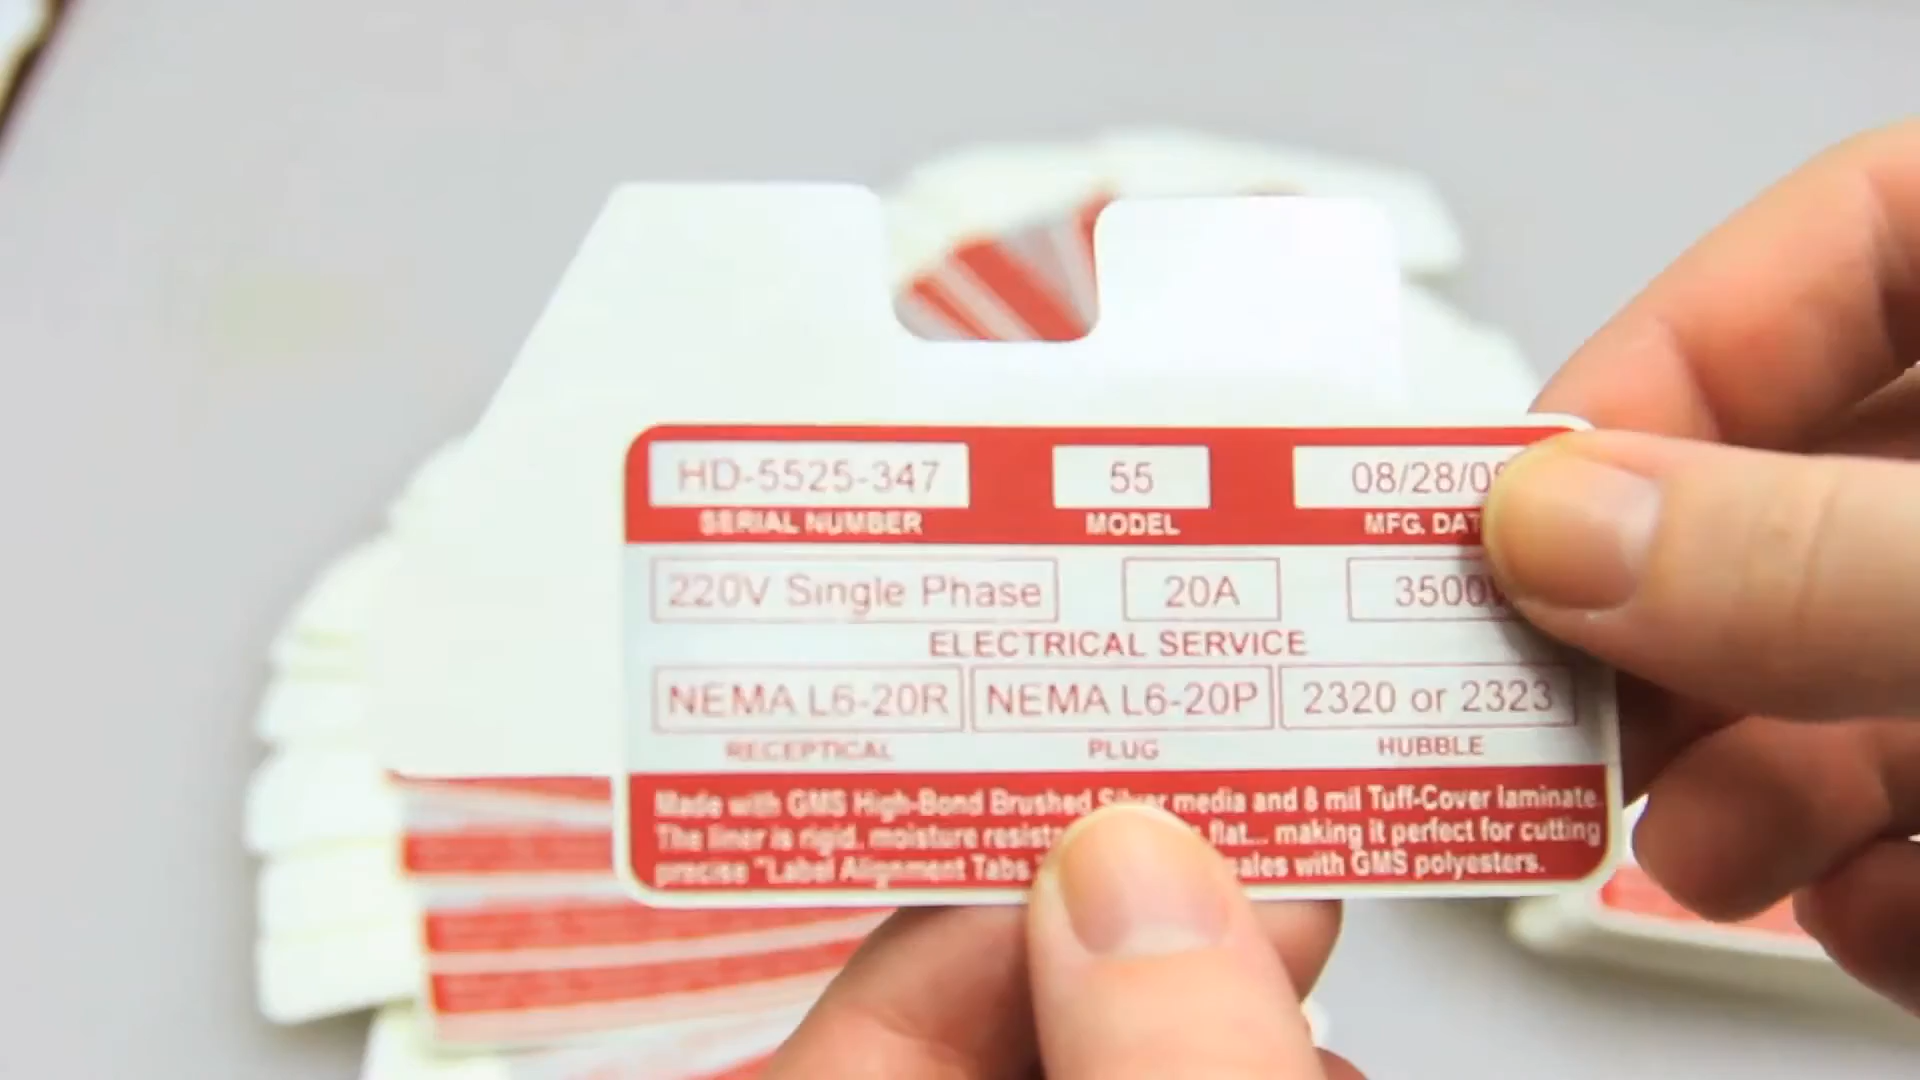 HD-5525-347 55 08/28/0
SERIAL NUMBER MODEL MFG. DAT
220V Single Phase 20A 3500
ELECTRICAL SERVICE
NEMA L6-20R NEMA L6-20P 2320 or 2323
RECEPTICAL PLUG HUBBLE
Made with GMS High-Bond Brushed Silver media and 8 mil Tuff-Cover laminate.
The liner is rigid, moisture flat... making it perfect for cutting
precise "Label Alignment Tabs with GMS polyesters.